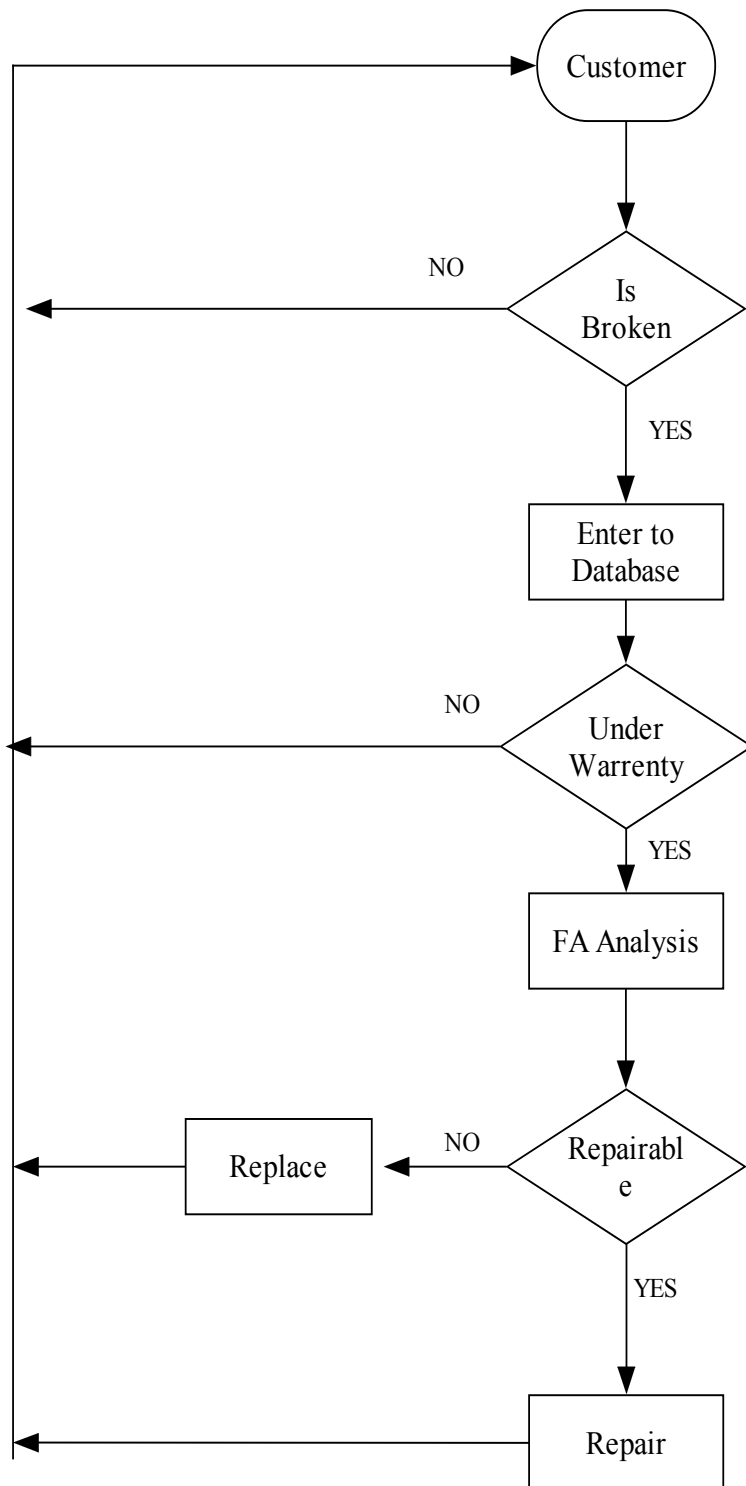 Customer
NO
Is
Broken
YES
Enter to
Database
NO
Under
Warrenty
YES
FA Analysis
Replace
NO
Repairabl
e
YES
Repair